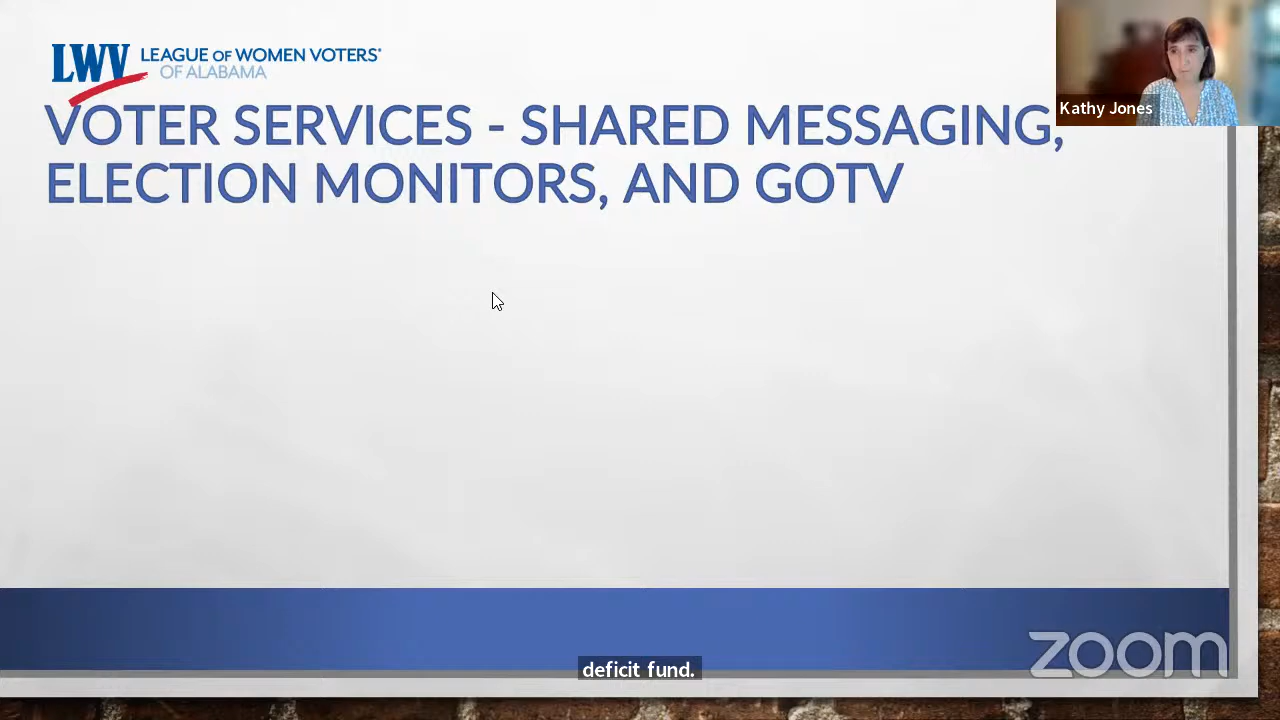 LWV LEAGUE OF WOMEN VOTERS®
OF ALABAMA
VOTER SERVICES - SHARED MESSAGING,
ELECTION MONITORS, AND GOTV
Kathy Jones
zoom
deficit fund.